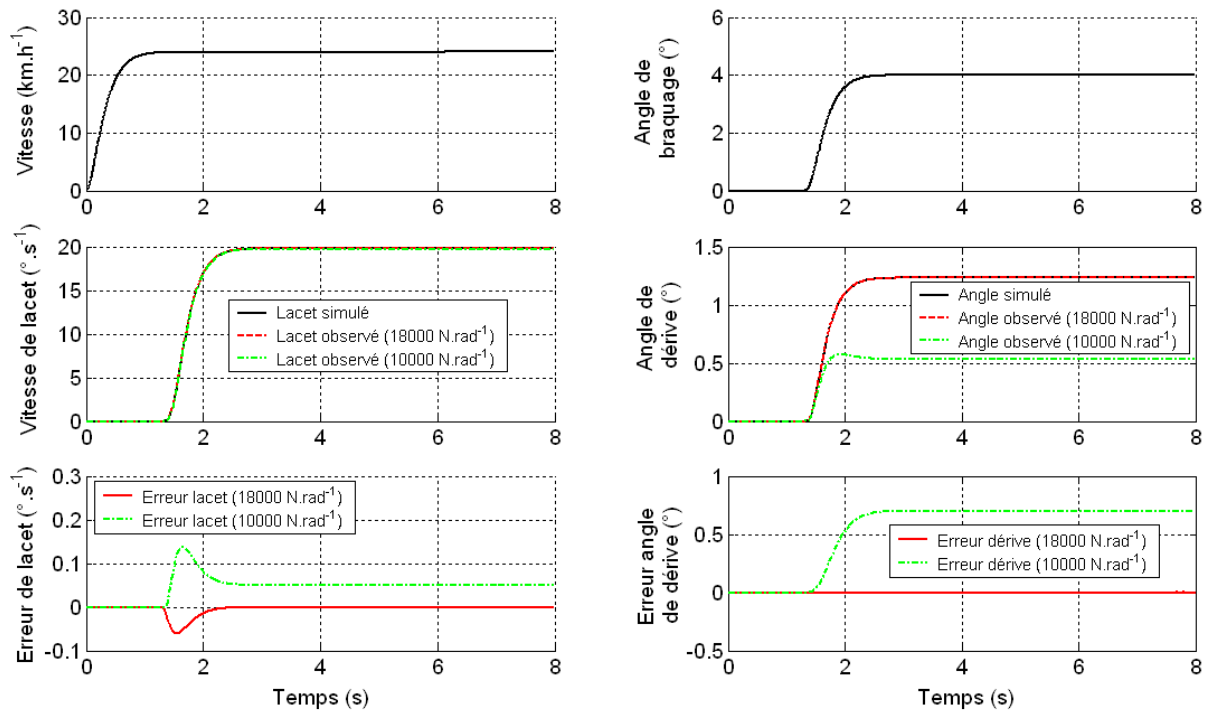 Vitesse (km.h⁻¹)
30
20
10
0
0 2 4 6 8
Angle de
braquage (°)
6
4
2
0
0 2 4 6 8
Vitesse de lacet (°.s⁻¹)
20
15
10
5
0
Lacet simulé
Lacet observé (18000 N.rad⁻¹)
Lacet observé (10000 N.rad⁻¹)
0 2 4 6 8
Angle de
dérive (°)
1.5
1
0.5
0
Angle simulé
Angle observé (18000 N.rad⁻¹)
Angle observé (10000 N.rad⁻¹)
0 2 4 6 8
Erreur de lacet (°.s⁻¹)
0.3
0.2
0.1
0
-0.1
Erreur lacet (18000 N.rad⁻¹)
Erreur lacet (10000 N.rad⁻¹)
0 2 4 6 8
Temps (s)
Erreur angle
de dérive (°)
1
0.5
0
-0.5
Erreur dérive (18000 N.rad⁻¹)
Erreur dérive (10000 N.rad⁻¹)
0 2 4 6 8
Temps (s)